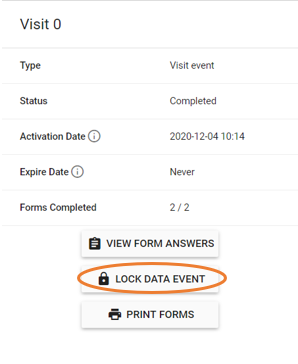 Visit 0
Type Visit event
Status Completed
Activation Date 2020-12-04 10:14
Expire Date Never
Forms Completed 2 / 2
VIEW FORM ANSWERS
LOCK DATA EVENT
PRINT FORMS